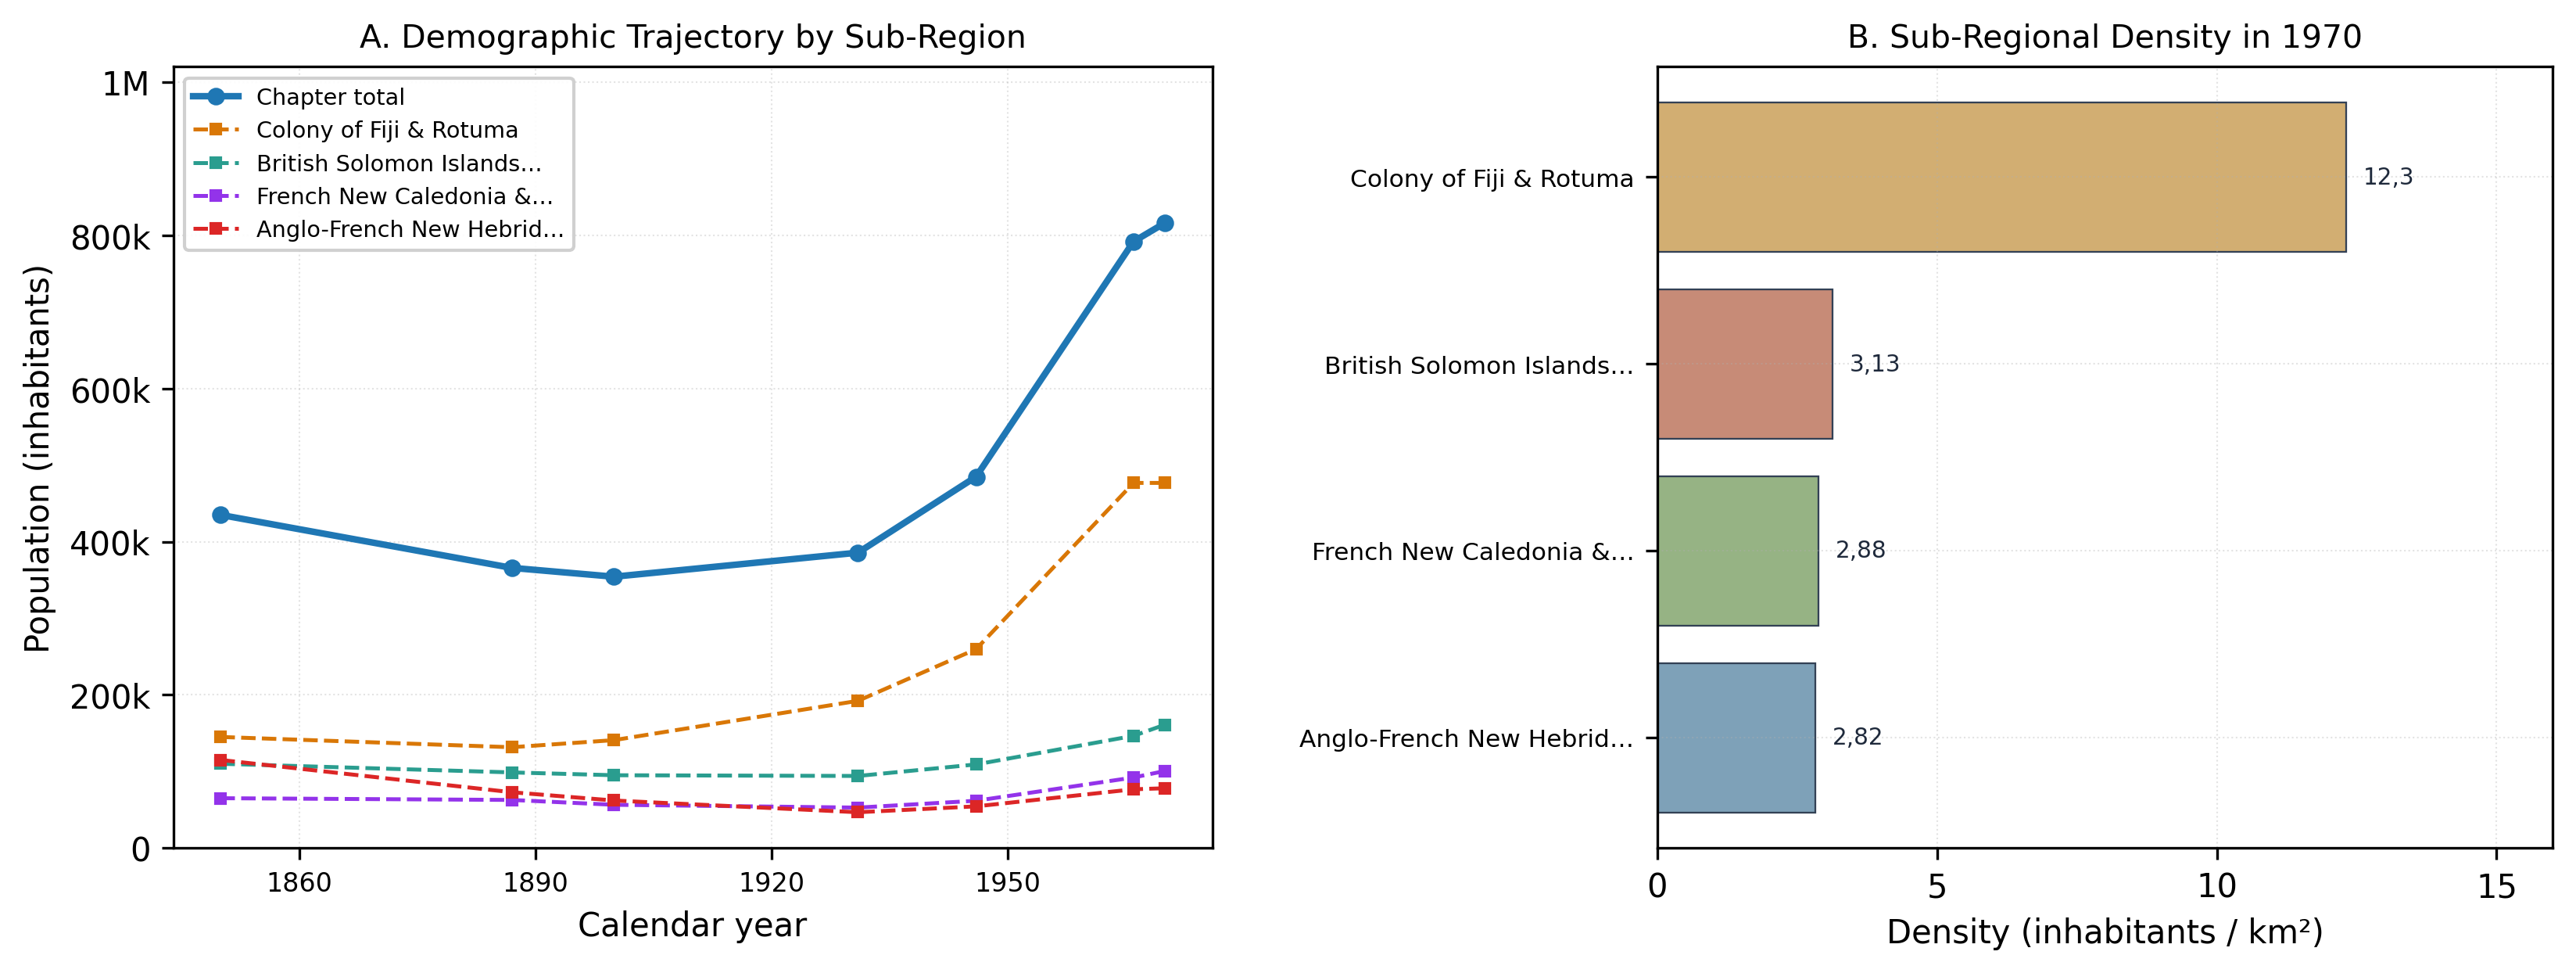 A. Demographic Trajectory by Sub-Region
1M
800k
600k
400k
200k
0
Population (inhabitants)
Chapter total
Colony of Fiji & Rotuma
British Solomon Islands…
French New Caledonia &…
Anglo-French New Hebrid…
1860
1890
1920
1950
Calendar year
B. Sub-Regional Density in 1970
Colony of Fiji & Rotuma
12,3
British Solomon Islands…
3,13
French New Caledonia &…
2,88
Anglo-French New Hebrid…
2,82
0
5
10
15
Density (inhabitants / km²)